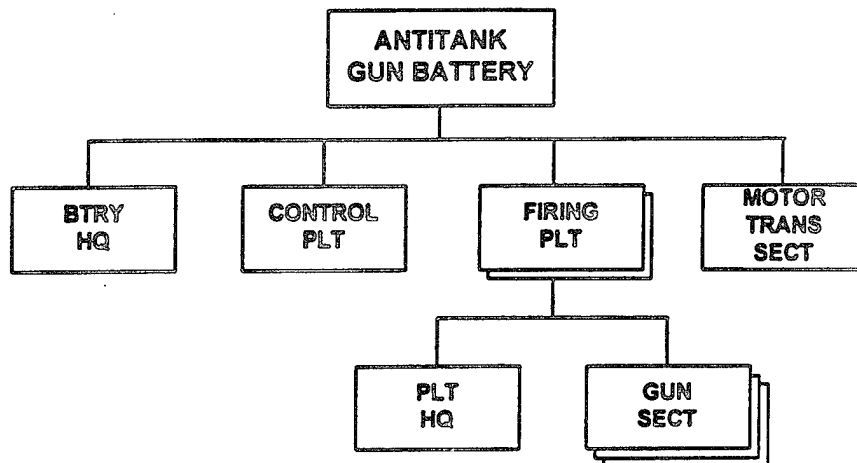 ANTITANK
GUN BATTERY
BTRY
HQ
CONTROL
PLT
FIRING
PLT
MOTOR
TRANS
SECT
PLT
HQ
GUN
SECT